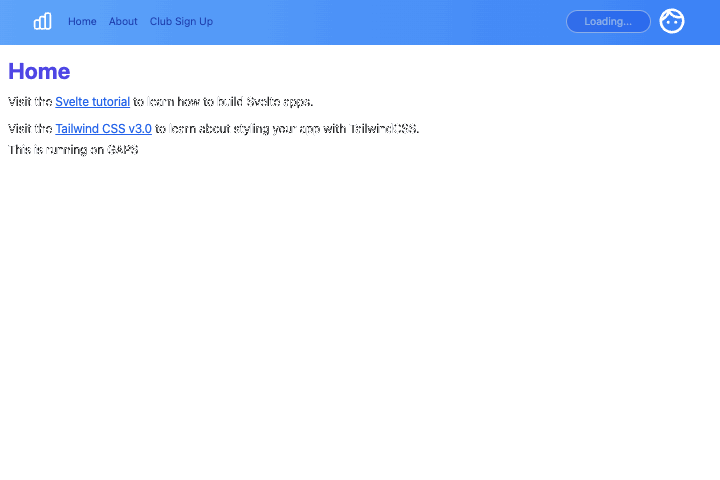 Home About Club Sign Up Loading...
Home
Visit the Svelte tutorial to learn how to build Svelte apps.
Visit the Tailwind CSS v3.0 to learn about styling your app with TailwindCSS.
This is running on GAPS